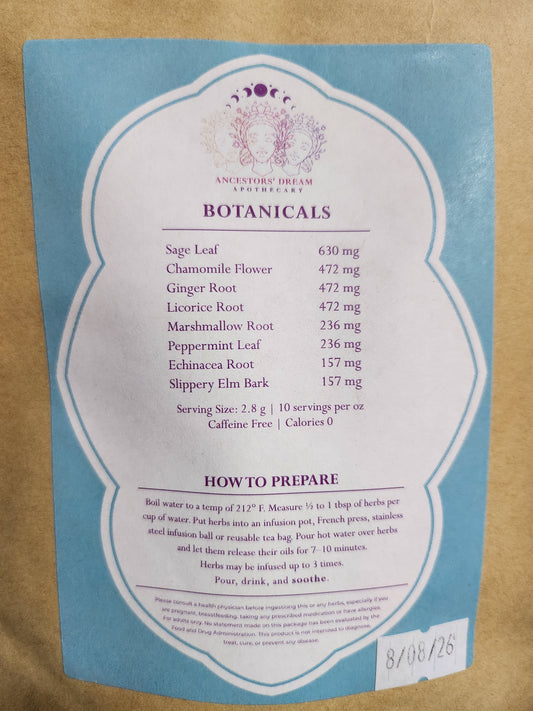 ANCESTORS' DREAM
APOTHECARY
BOTANICALS
Sage Leaf 630 mg
Chamomile Flower 472 mg
Ginger Root 472 mg
Licorice Root 472 mg
Marshmallow Root 236 mg
Peppermint Leaf 236 mg
Echinacea Root 157 mg
Slippery Elm Bark 157 mg
Serving Size: 2.8 g | 10 servings per oz
Caffeine Free | Calories 0
HOW TO PREPARE
Boil water to a temp of 212° F. Measure ½ to 1 tbsp of herbs per
cup of water. Put herbs into an infusion pot, French press, stainless
steel infusion ball or reusable tea bag. Pour hot water over herbs
and let them release their oils for 7-10 minutes.
Herbs may be infused up to 3 times.
Pour, drink, and soothe.
Please consult a health physician before ingesting this or any herbs, especially if you
are pregnant, breastfeeding, taking any prescribed medication or have allergies.
For adults only. No statement made on this package has been evaluated by the
Food and Drug Administration. This product is not intended to diagnose,
treat, cure, or prevent any disease.
8/08/26